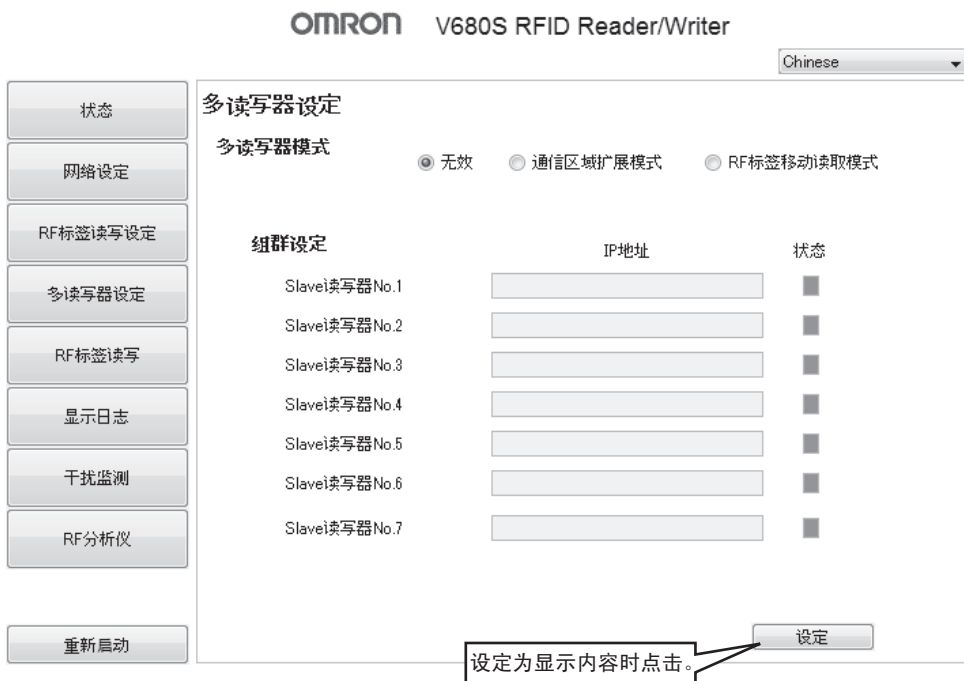 OMRON V680S RFID Reader/Writer
Chinese
状态
网络设定
RF标签读写设定
多读写器设定
RF标签读写
显示日志
干扰监测
RF分析仪
重新启动
多读写器设定
多读写器模式
无效 通信区域扩展模式 RF标签移动读取模式
组群设定 IP地址 状态
Slave读写器No.1
Slave读写器No.2
Slave读写器No.3
Slave读写器No.4
Slave读写器No.5
Slave读写器No.6
Slave读写器No.7
设定
设定为显示内容时点击。